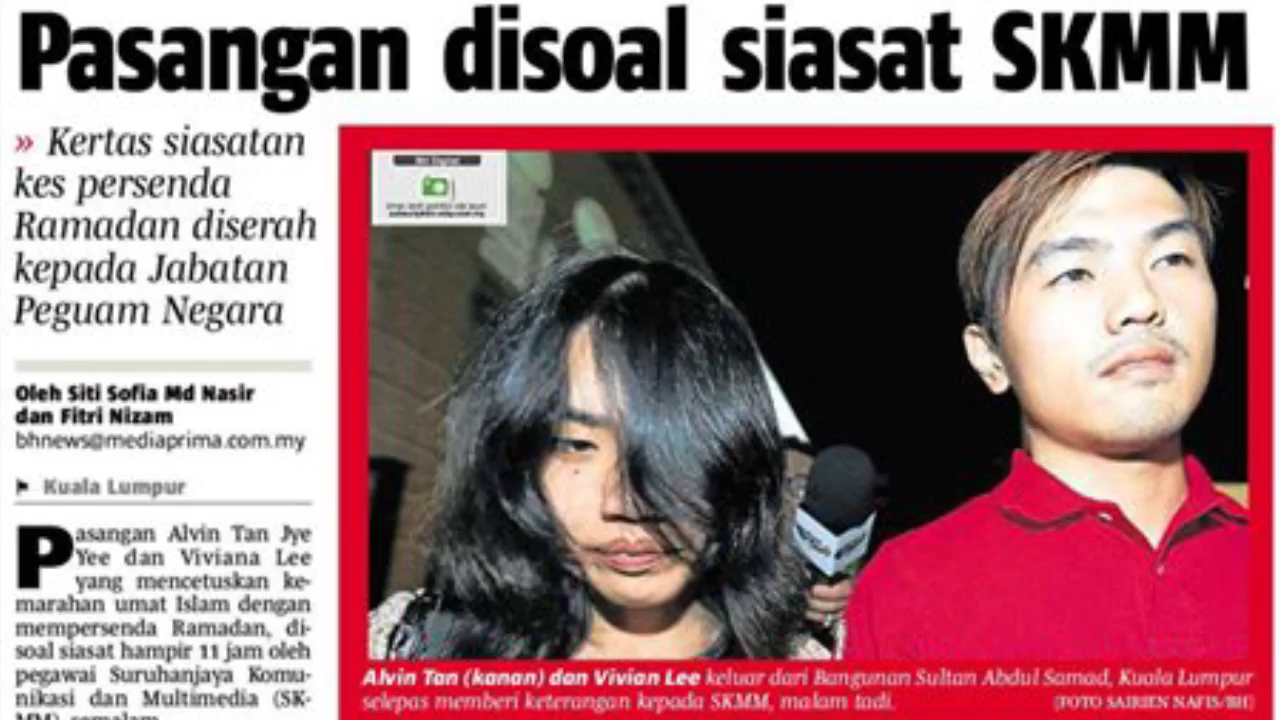 Pasangan disoal siasat SKMM
» Kertas siasatan
kes persenda
Ramadan diserah
kepada Jabatan
Peguam Negara
Oleh Siti Sofia Md Nasir
dan Fitri Nizam
bhnews@mediaprima.com.my
Kuala Lumpur
Pasangan Alvin Tan Jye
Yee dan Viviana Lee
yang mencetuskan ke-
marahan umat Islam dengan
mempersenda Ramadan, di-
soal siasat hampir 11 jam oleh
pegawai Suruhanjaya Komu-
nikasi dan Multimedia (SK-
MM), semalam
BH Digital
Alvin Tan (kanan) dan Vivian Lee keluar dari Bangunan Sultan Abdul Samad, Kuala Lumpur
selepas memberi keterangan kepada SKMM, malam tadi.
(FOTO SAIRIEN NAFIS/BH)